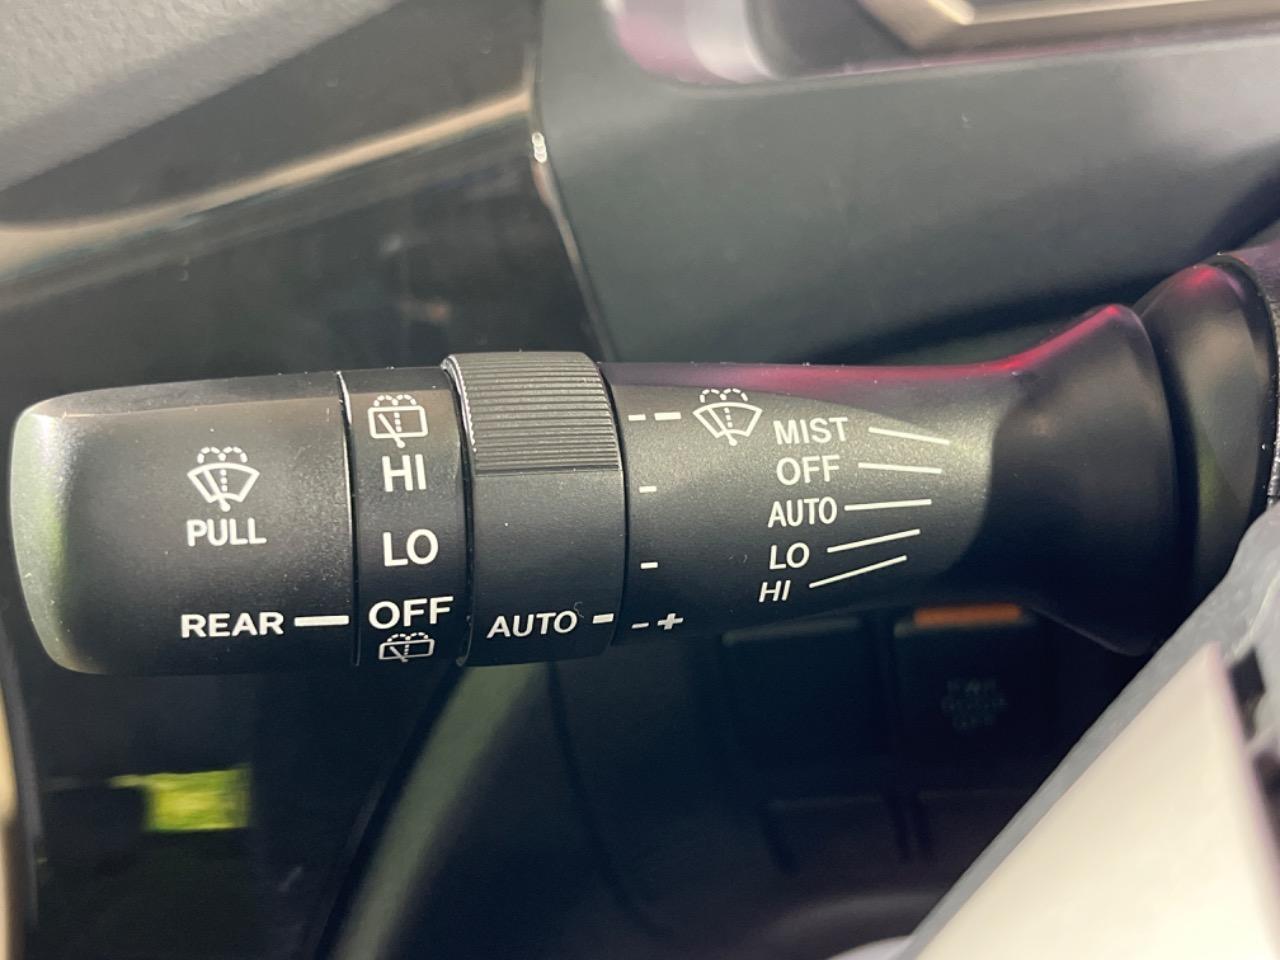 PULL
REAR
HI
LO
OFF
AUTO
- +
MIST
OFF
AUTO
LO
HI